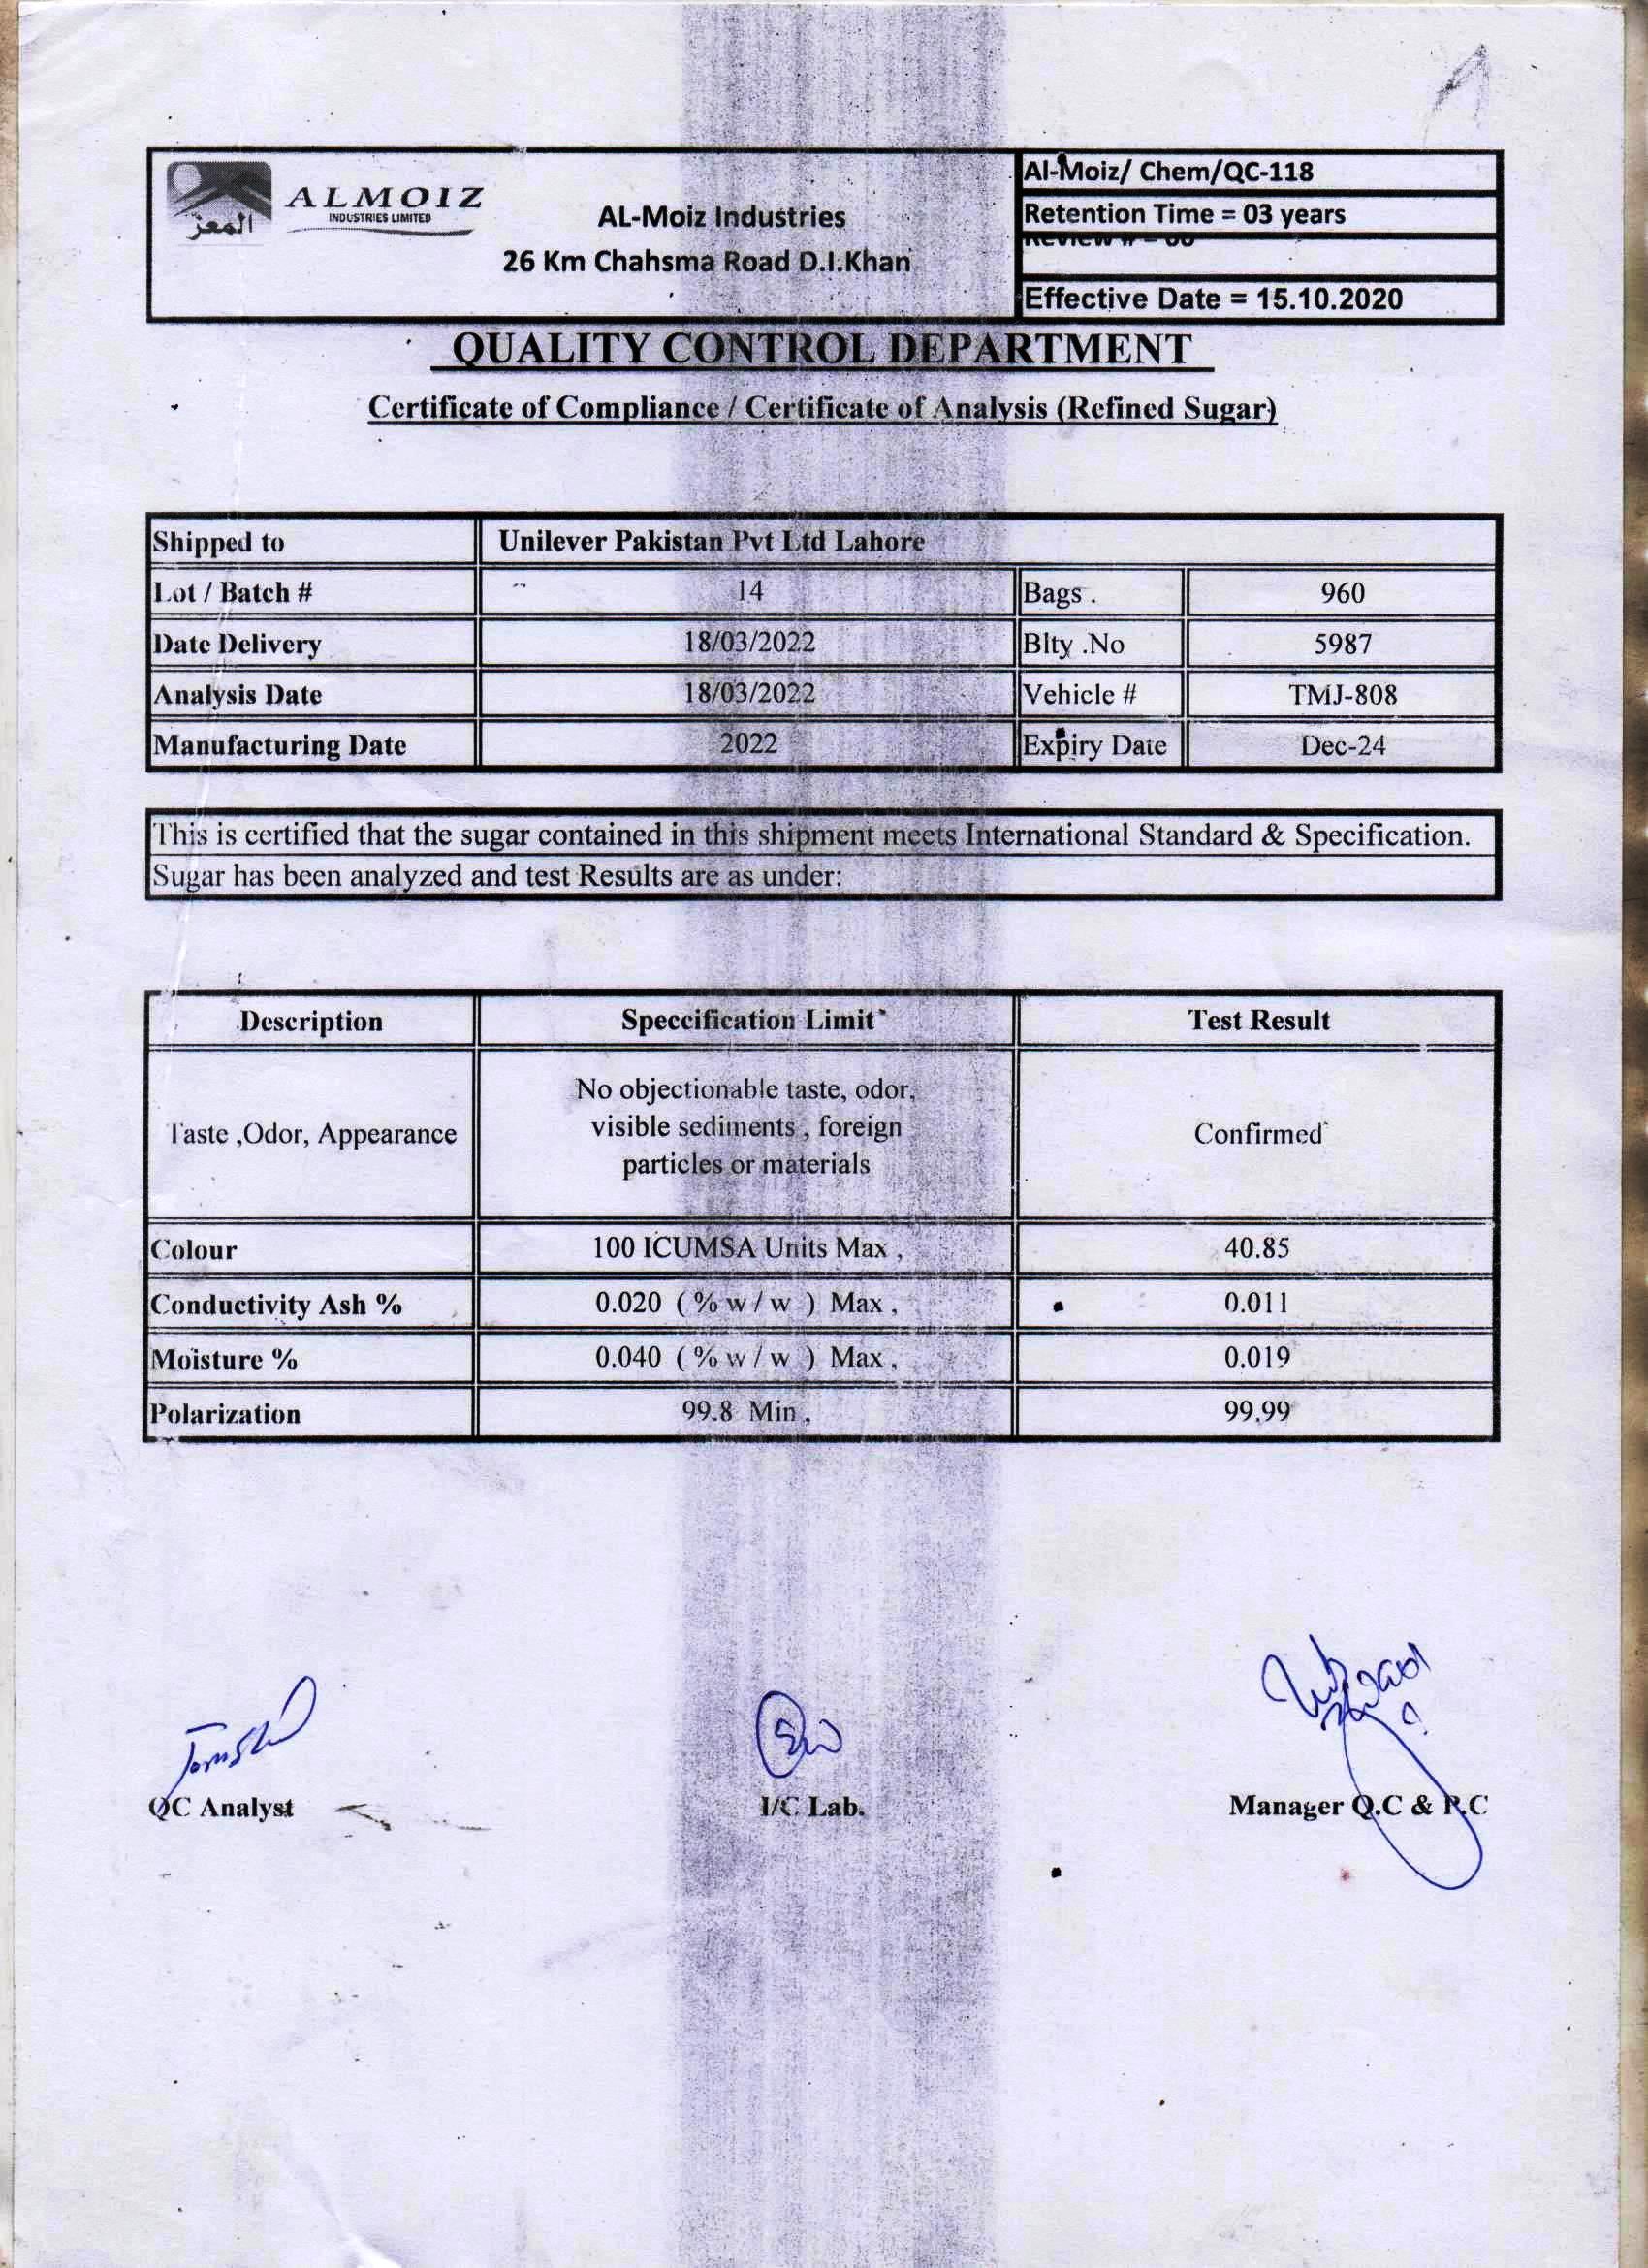 ALMOIZ
INDUSTRIES LIMITED
المعز
AL-Moiz Industries
26 Km Chahsma Road D.I.Khan
Al-Moiz/ Chem/QC-118
Retention Time = 03 years
Effective Date = 15.10.2020
QUALITY CONTROL DEPARTMENT
Certificate of Compliance / Certificate of Analysis (Refined Sugar)
Shipped to Unilever Pakistan Pvt Ltd Lahore
Lot / Batch # 14 Bags . 960
Date Delivery 18/03/2022 Blty .No 5987
Analysis Date 18/03/2022 Vehicle # TMJ-808
Manufacturing Date 2022 Expiry Date Dec-24
This is certified that the sugar contained in this shipment meets International Standard & Specification.
Sugar has been analyzed and test Results are as under:
Description Speccification Limit Test Result
Taste ,Odor, Appearance No objectionable taste, odor, visible sediments , foreign particles or materials Confirmed
Colour 100 ICUMSA Units Max , 40.85
Conductivity Ash % 0.020 ( % w / w ) Max , 0.011
Moisture % 0.040 ( % w / w ) Max , 0.019
Polarization 99.8 Min , 99.99
QC Analyst I/C Lab. Manager Q.C & P.C